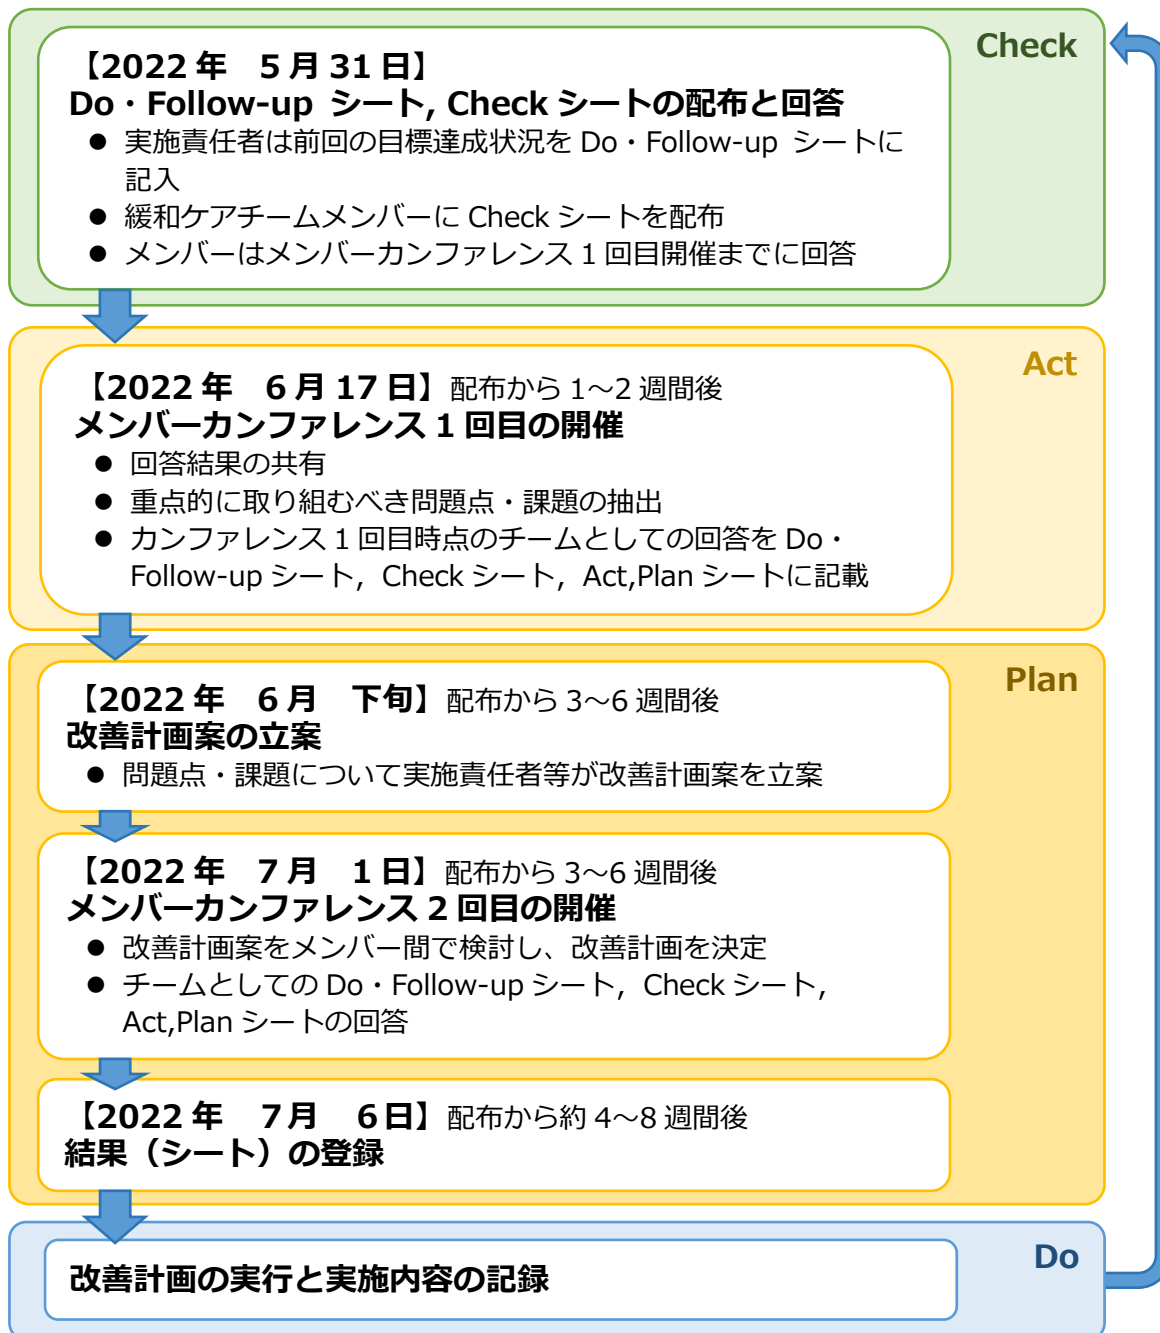 Check
【2022 年　5 月 31 日】
Do・Follow-up シート, Check シートの配布と回答
● 実施責任者は前回の目標達成状況を Do・Follow-up シートに
記入
● 緩和ケアチームメンバーに Check シートを配布
● メンバーはメンバーカンファレンス 1 回目開催までに回答
Act
【2022 年　6 月 17 日】配布から 1～2 週間後
メンバーカンファレンス 1 回目の開催
● 回答結果の共有
● 重点的に取り組むべき問題点・課題の抽出
● カンファレンス 1 回目時点のチームとしての回答を Do・
Follow-up シート，Check シート，Act,Plan シートに記載
Plan
【2022 年　6 月　下旬】配布から 3～6 週間後
改善計画案の立案
● 問題点・課題について実施責任者等が改善計画案を立案
【2022 年　7 月　1 日】配布から 3～6 週間後
メンバーカンファレンス 2 回目の開催
● 改善計画案をメンバー間で検討し、改善計画を決定
● チームとしての Do・Follow-up シート，Check シート，
Act,Plan シートの回答
【2022 年　7月　6日】配布から約 4～8 週間後
結果（シート）の登録
Do
改善計画の実行と実施内容の記録